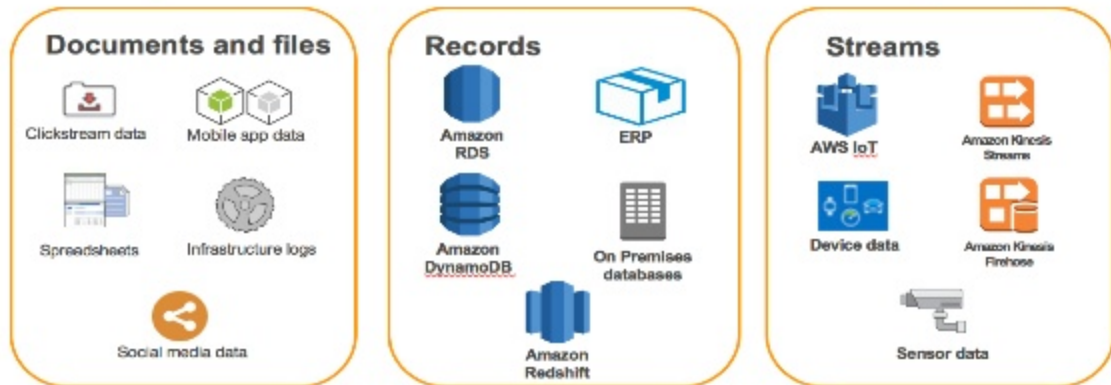 Documents and files
Clickstream data
Mobile app data
Spreedsheets
Infrastructure logs
Social media data
Records
Amazon
RDS
ERP
Amazon
DynamoDB
On Premises
databases
Amazon
Redshift
Streams
AWS IoT
Amazon Kinesis
Streams
Device data
Amazon Kinesis
Firehose
Sensor data